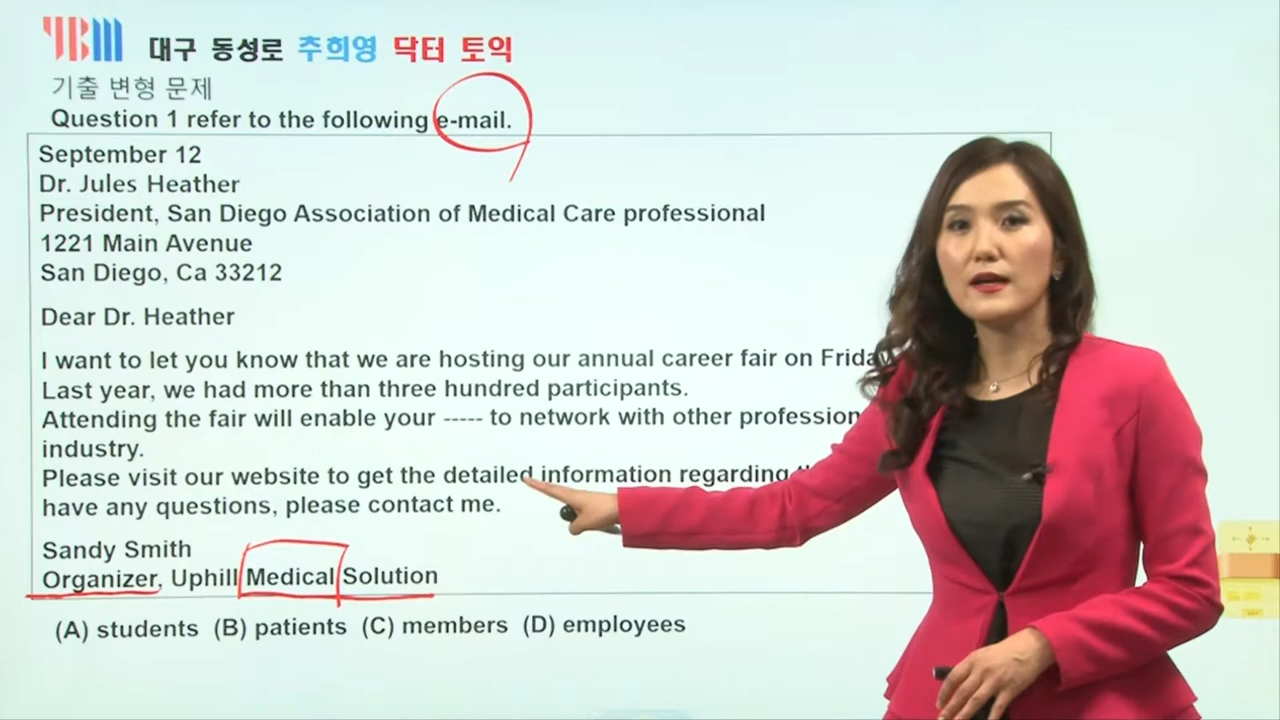 YBM 대구 동성로 추희영 닥터 토익
기출 변형 문제
Question 1 refer to the following e-mail.
September 12
Dr. Jules Heather
President, San Diego Association of Medical Care professional
1221 Main Avenue
San Diego, Ca 33212
Dear Dr. Heather
I want to let you know that we are hosting our annual career fair on Friday
Last year, we had more than three hundred participants.
Attending the fair will enable your ----- to network with other
industry.
Please visit our website to get the detailed information regarding
have any questions, please contact me.
Sandy Smith
Organizer, Uphill Medical Solution
(A) students (B) patients (C) members (D) employees